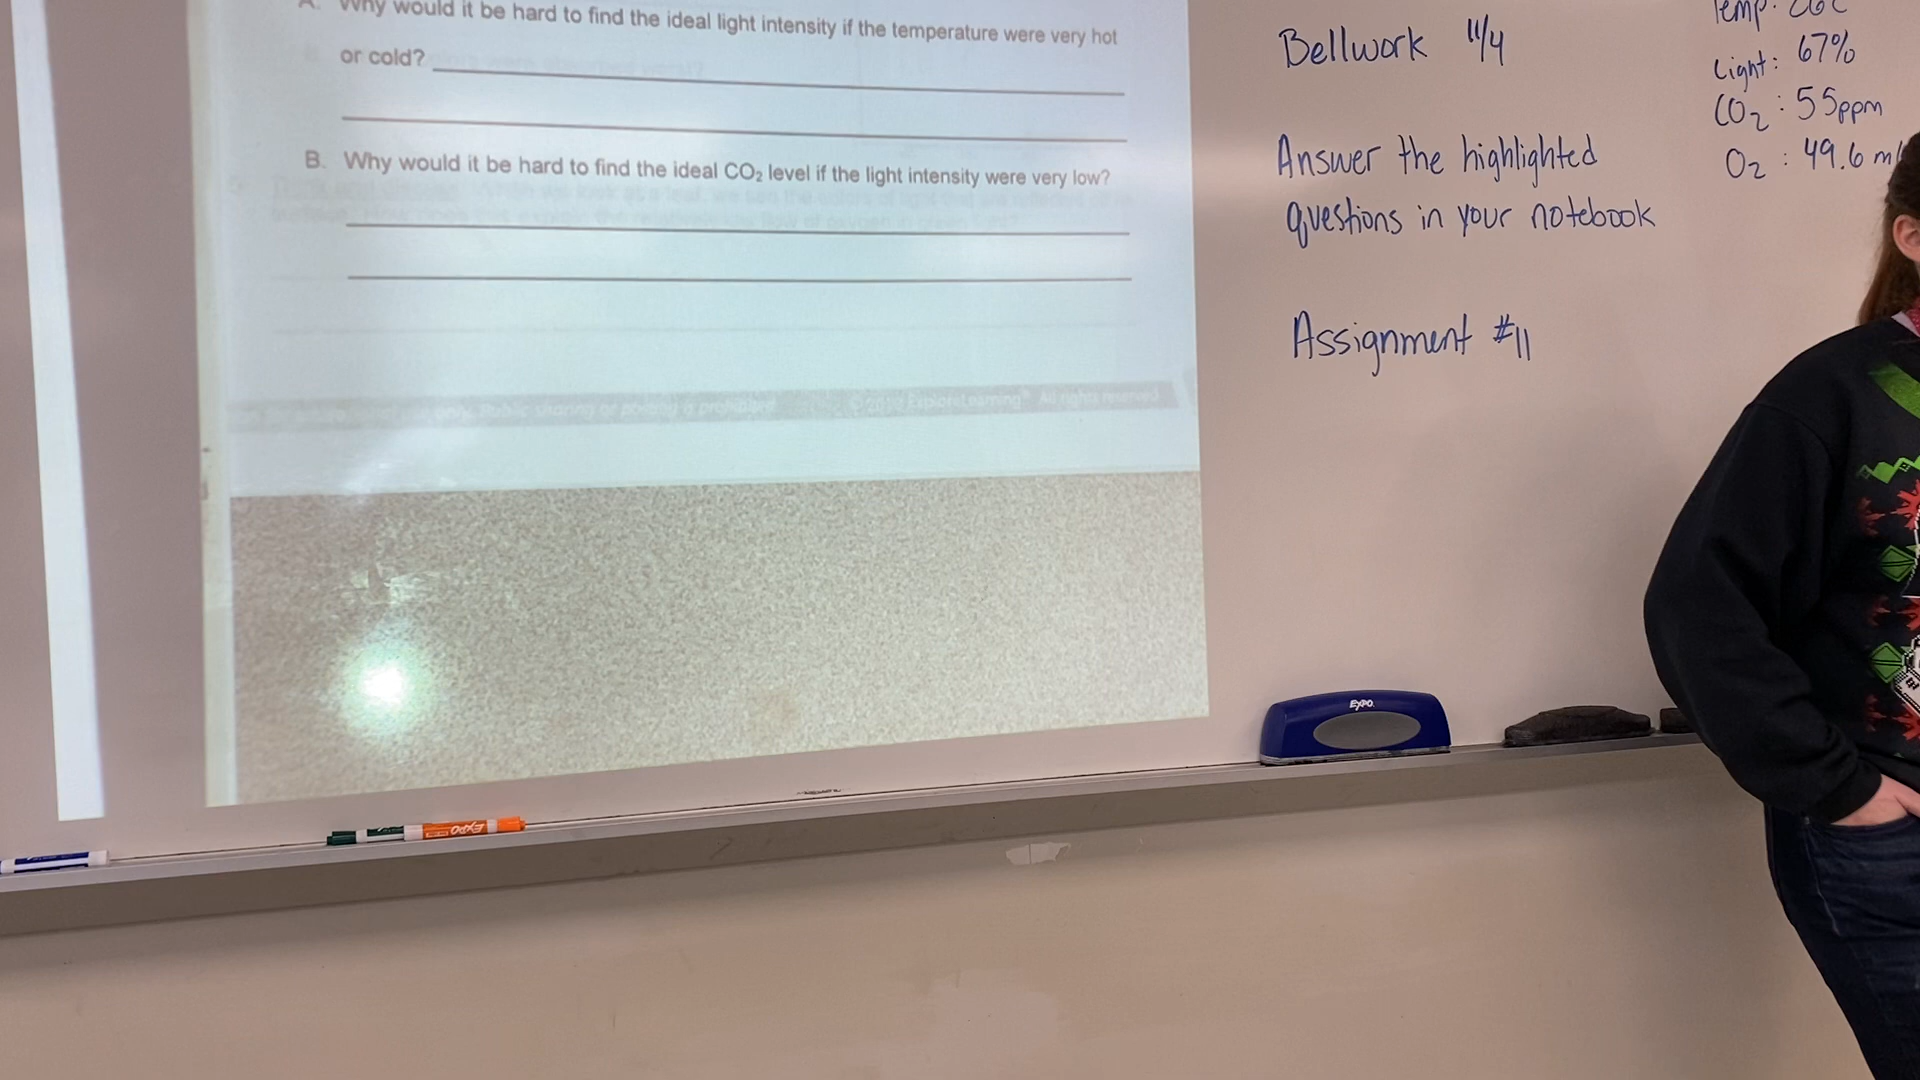 A. Why would it be hard to find the ideal light intensity if the temperature were very hot
or cold?
B. Why would it be hard to find the ideal CO₂ level if the light intensity were very low?
Bellwork 11/4
Answer the highlighted
questions in your notebook
Assignment #11
Temp: 26C
Light: 67%
CO₂: 55ppm
O₂: 49.6
EXPO
EXPO